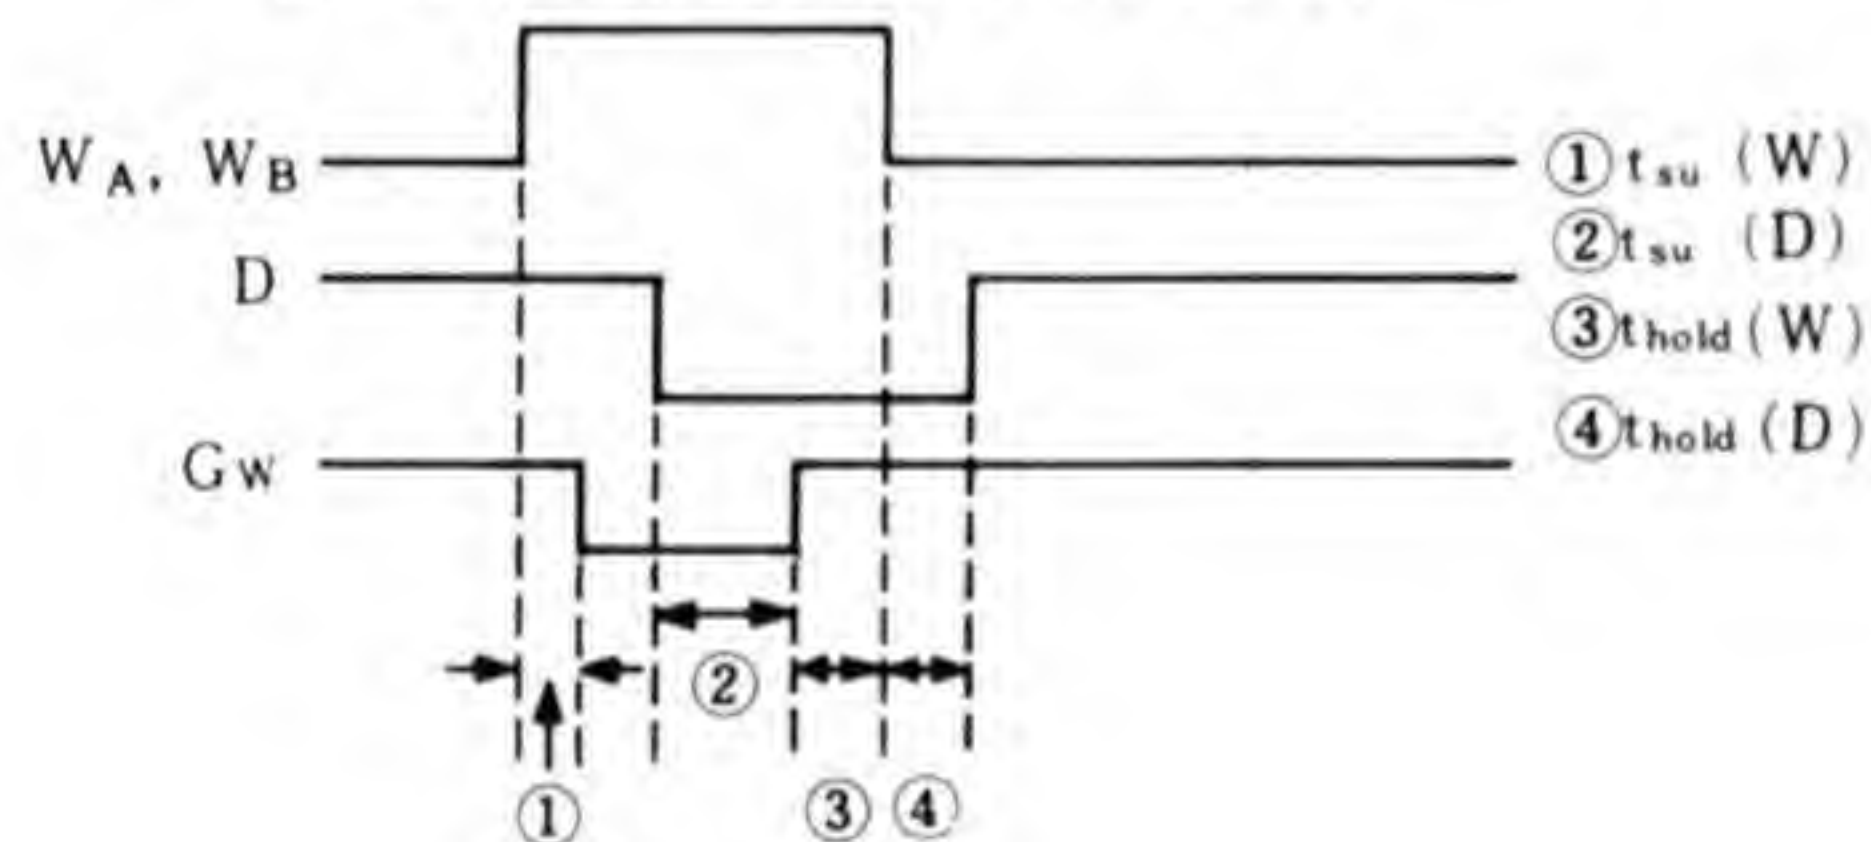 W_A, W_B
D
G_W
① t_su (W)
② t_su (D)
③ t_hold (W)
④ t_hold (D)
②
①
③
④